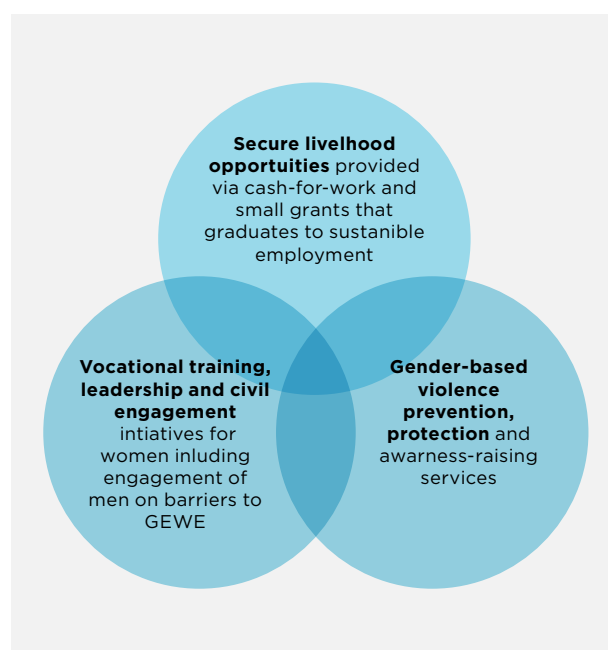 Secure livelhood
opportuities provided
via cash-for-work and
small grants that
graduates to sustanible
employment
Vocational training,
leadership and civil
engagement
intiatives for
women inluding
engagement of
men on barriers to
GEWE
Gender-based
violence
prevention,
protection and
awarness-raising
services